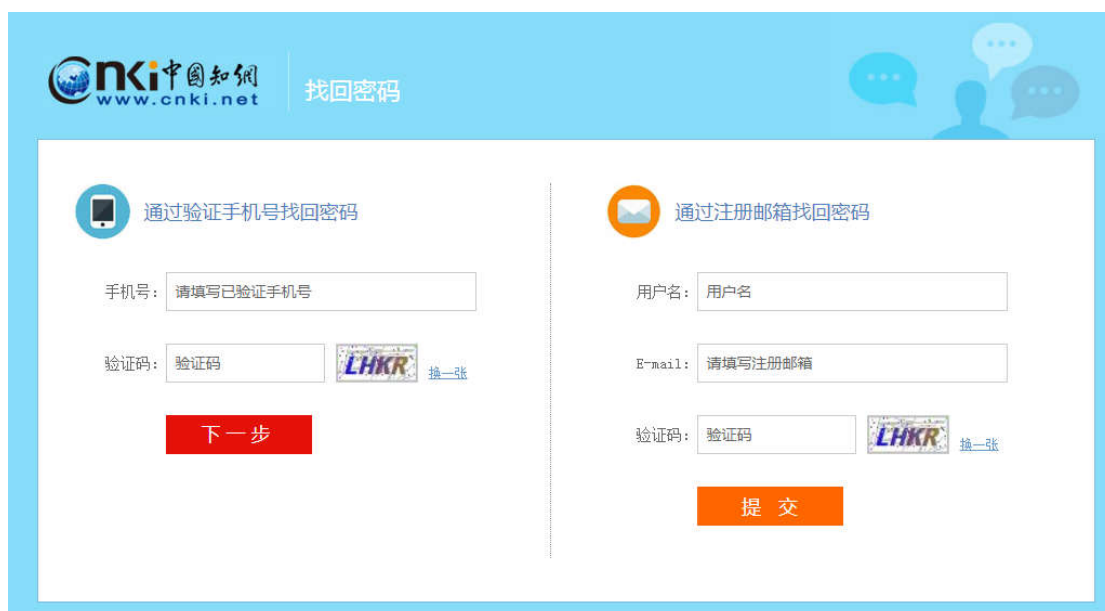 cnki中國知網
www.cnki.net
找回密码
通过验证手机号找回密码
手机号: 请填写已验证手机号
验证码: 验证码 LHKR 换一张
下一步
通过注册邮箱找回密码
用户名: 用户名
E-mail: 请填写注册邮箱
验证码: 验证码 LHKR 换一张
提 交